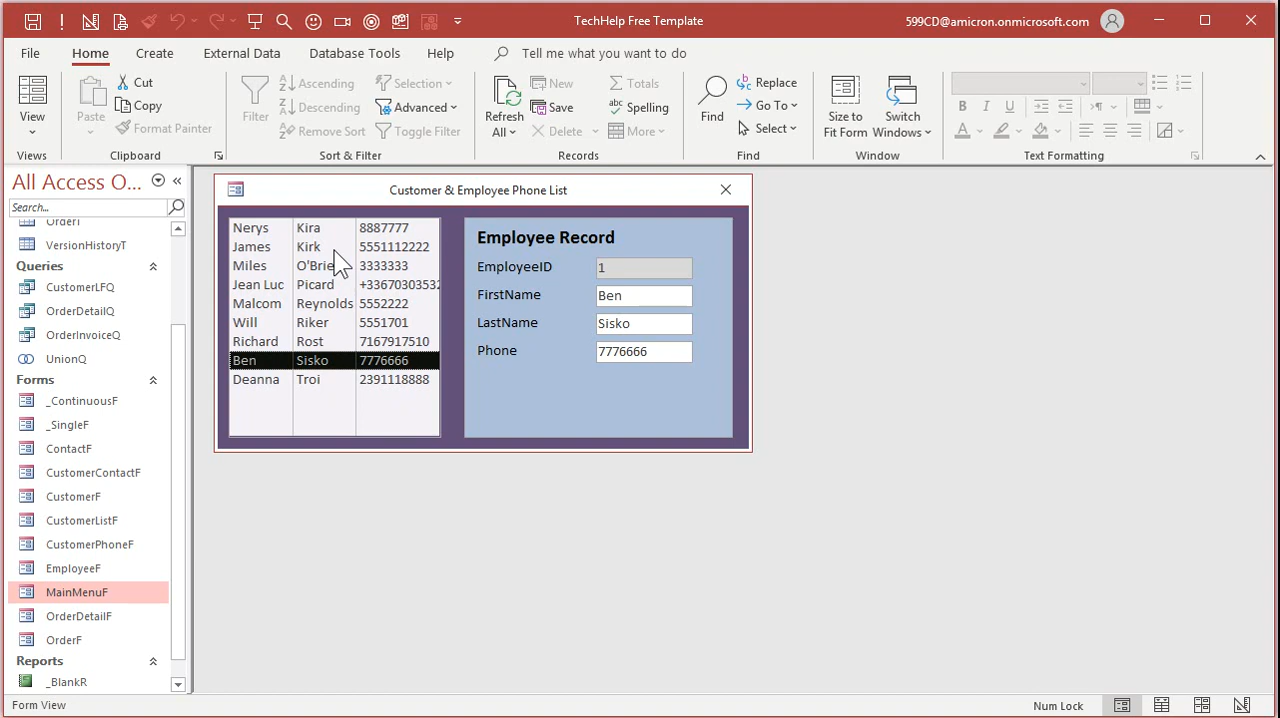 TechHelp Free Template
599CD@amicron.onmicrosoft.com
File
Home
Create
External Data
Database Tools
Help
Tell me what you want to do
View
Views
Paste
Cut
Copy
Format Painter
Clipboard
Filter
Ascending
Descending
Remove Sort
Selection
Advanced
Toggle Filter
Sort & Filter
Refresh
All
New
Save
Delete
Totals
Spelling
More
Records
Find
Replace
Go To
Select
Find
Size to
Fit Form
Switch
Windows
Window
B I U
A
Text Formatting
All Access O...
Search...
OrderT
VersionHistoryT
Queries
CustomerLFQ
OrderDetailQ
OrderInvoiceQ
UnionQ
Forms
_ContinuousF
_SingleF
ContactF
CustomerContactF
CustomerF
CustomerListF
CustomerPhoneF
EmployeeF
MainMenuF
OrderDetailF
OrderF
Reports
_BlankR
Customer & Employee Phone List
Nerys Kira 8887777
James Kirk 5551112222
Miles O'Brie 3333333
Jean Luc Picard +33670303532
Malcom Reynolds 5552222
Will Riker 5551701
Richard Rost 7167917510
Ben Sisko 7776666
Deanna Troi 2391118888
Employee Record
EmployeeID 1
FirstName Ben
LastName Sisko
Phone 7776666
Form View
Num Lock